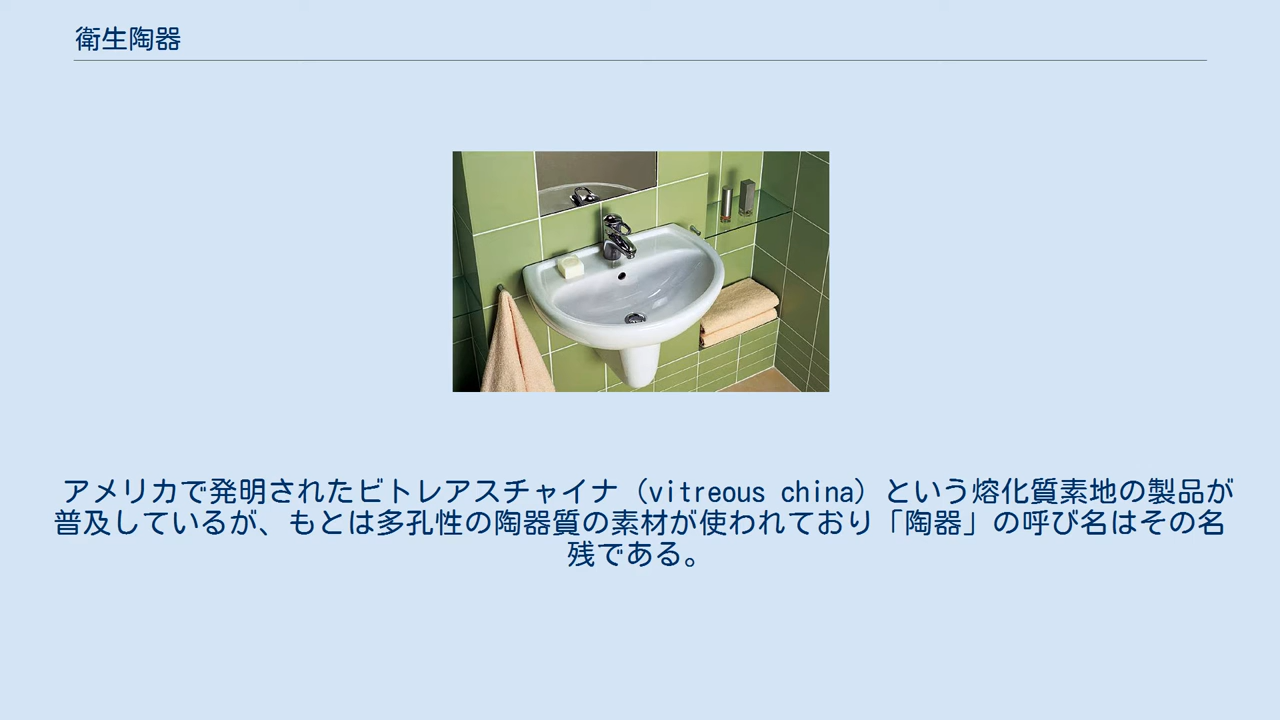 衛生陶器
アメリカで発明されたビトレアスチャイナ（vitreous china）という熔化質素地の製品が
普及しているが、もとは多孔性の陶器質の素材が使われており「陶器」の呼び名はその名
残である。